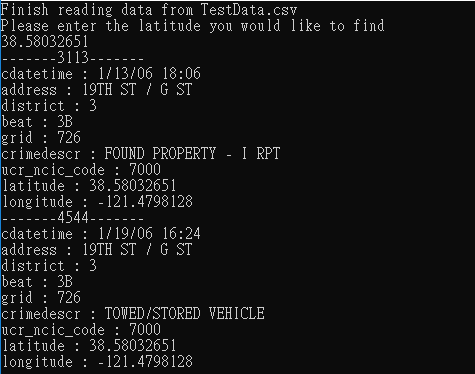 Finish reading data from TestData.csv
Please enter the latitude you would like to find
38.58032651
-------3113-------
cdatetime : 1/13/06 18:06
address : 19TH ST / G ST
district : 3
beat : 3B
grid : 726
crimedescr : FOUND PROPERTY - I RPT
ucr_ncic_code : 7000
latitude : 38.58032651
longitude : -121.4798128
-------4544-------
cdatetime : 1/19/06 16:24
address : 19TH ST / G ST
district : 3
beat : 3B
grid : 726
crimedescr : TOWED/STORED VEHICLE
ucr_ncic_code : 7000
latitude : 38.58032651
longitude : -121.4798128